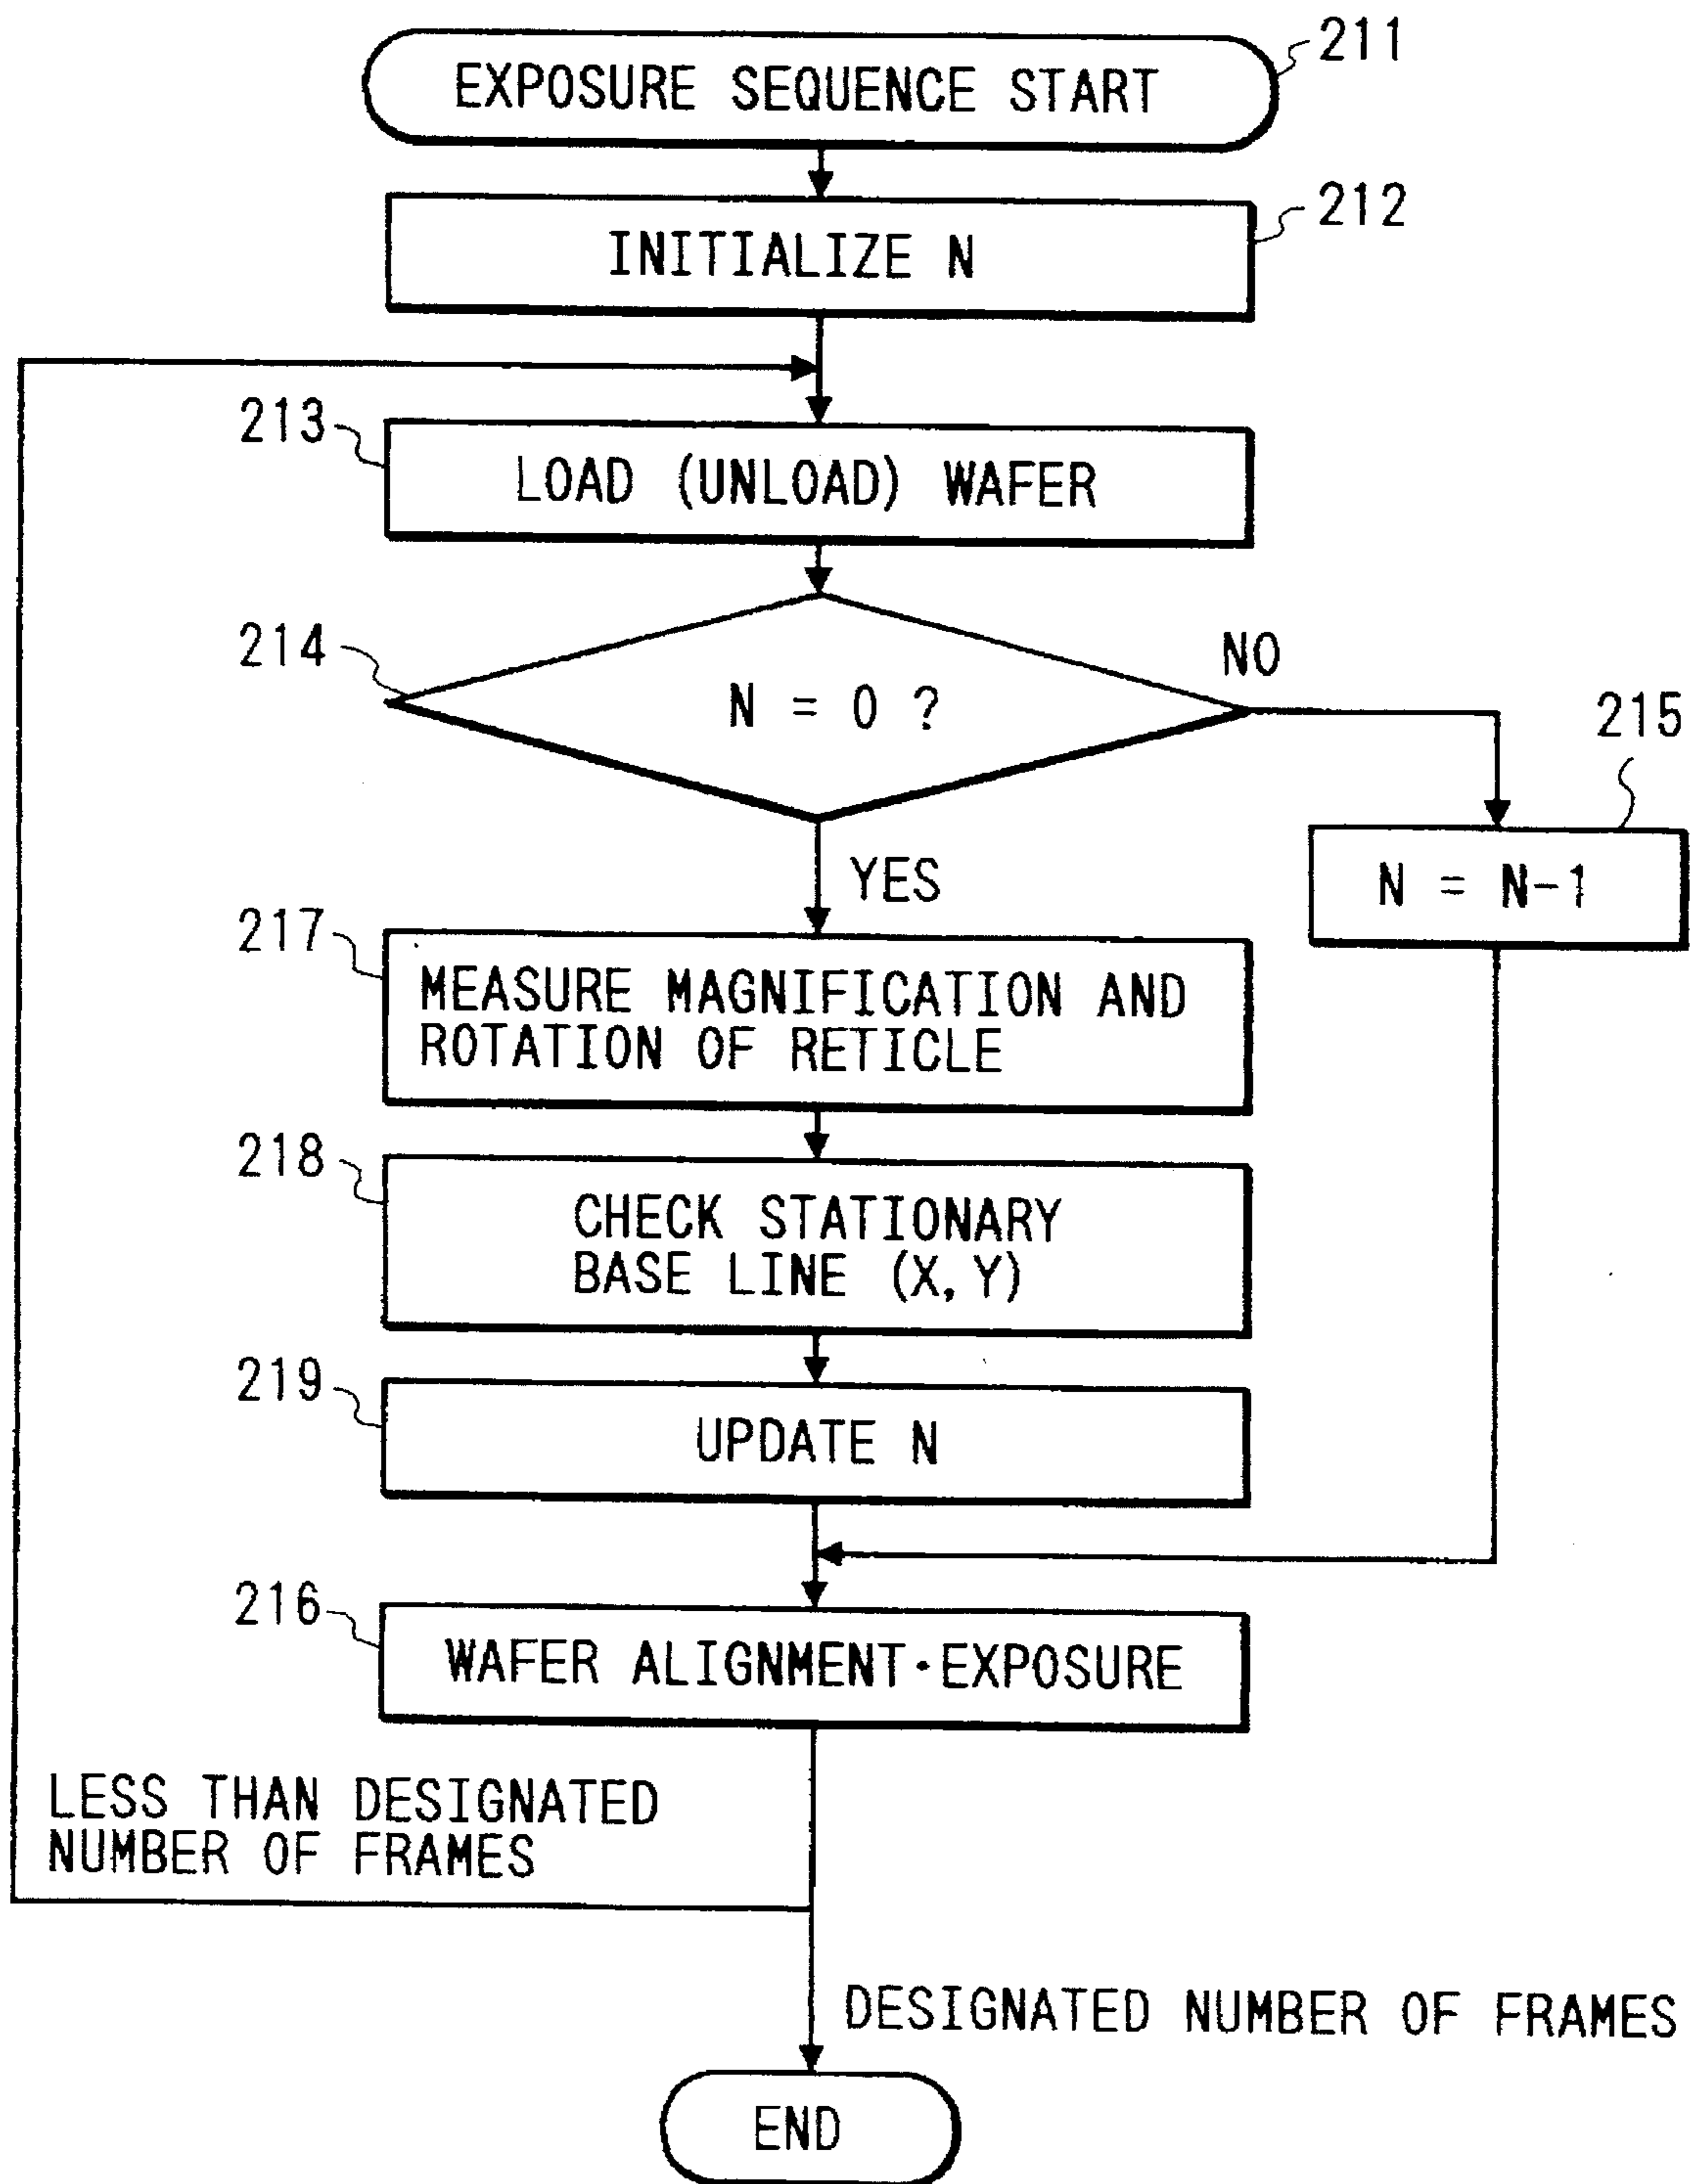 211
EXPOSURE SEQUENCE START
212
INITIALIZE N
213
LOAD (UNLOAD) WAFER
214
N = 0 ?
NO
215
N = N-1
YES
217
MEASURE MAGNIFICATION AND
ROTATION OF RETICLE
218
CHECK STATIONARY
BASE LINE (X, Y)
219
UPDATE N
216
WAFER ALIGNMENT·EXPOSURE
LESS THAN DESIGNATED
NUMBER OF FRAMES
DESIGNATED NUMBER OF FRAMES
END